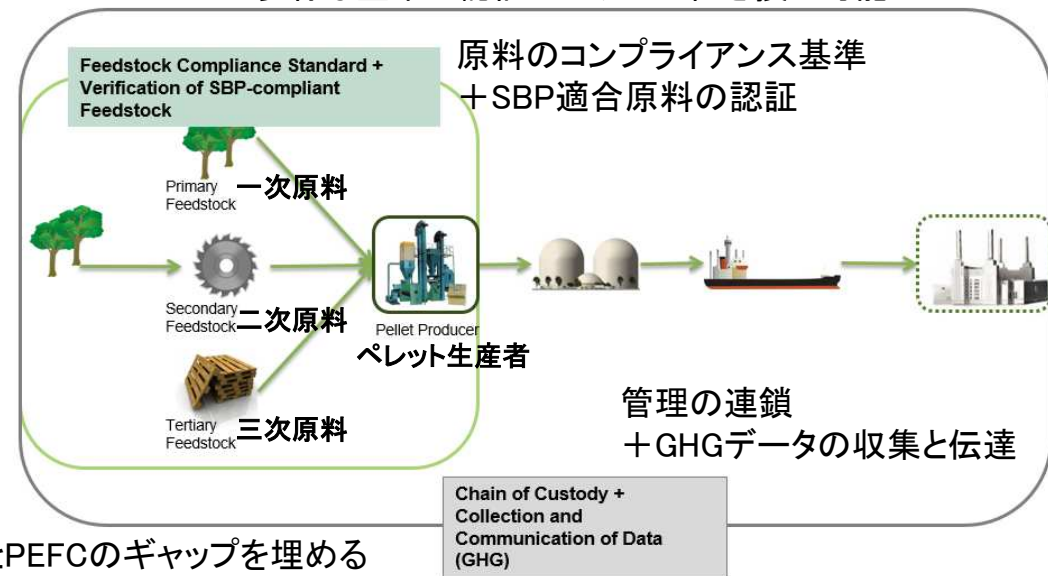 Feedstock Compliance Standard +
Verification of SBP-compliant
Feedstock
原料のコンプライアンス基準
＋SBP適合原料の認証
Primary
Feedstock
一次原料
Secondary
Feedstock
二次原料
Tertiary
Feedstock
三次原料
Pellet Producer
ペレット生産者
管理の連鎖
＋GHGデータの収集と伝達
Chain of Custody +
Collection and
Communication of Data
(GHG)
PEFCのギャップを埋める